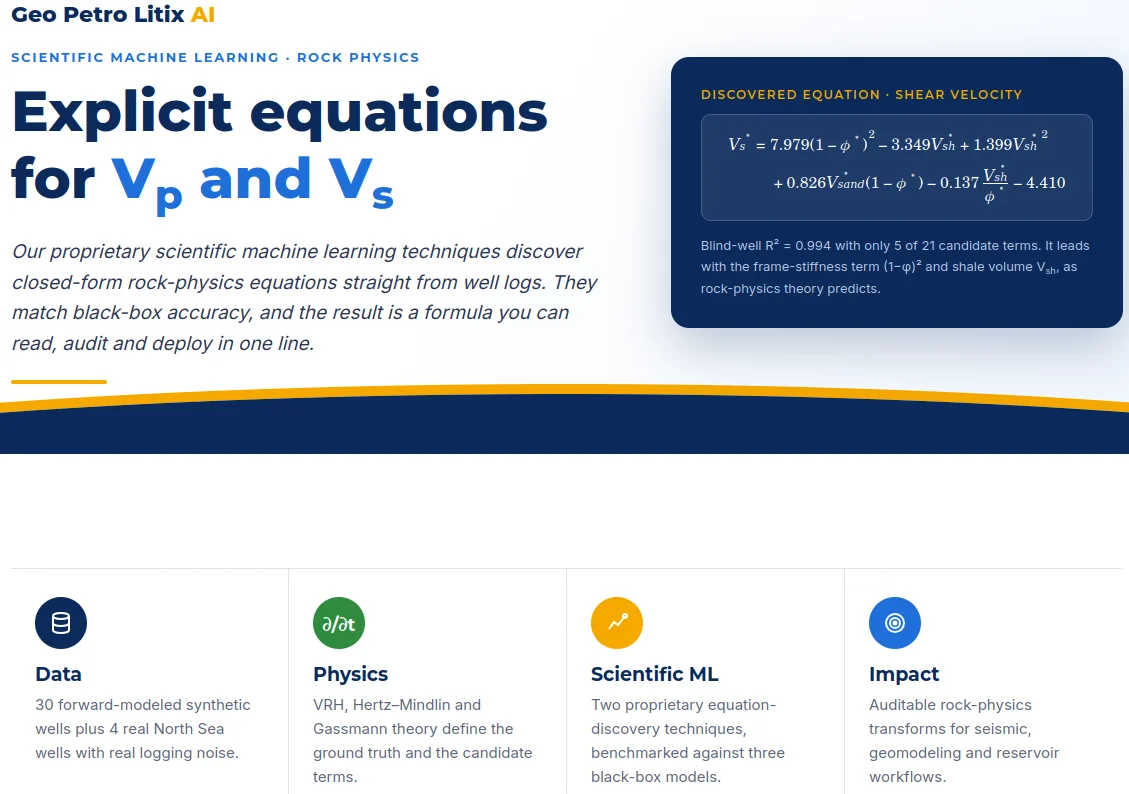 Geo Petro Litix AI
SCIENTIFIC MACHINE LEARNING · ROCK PHYSICS
Explicit equations
for Vₚ and Vₛ
Our proprietary scientific machine learning techniques discover
closed-form rock-physics equations straight from well logs. They
match black-box accuracy, and the result is a formula you can
read, audit and deploy in one line.
DISCOVERED EQUATION · SHEAR VELOCITY
V_s^* = 7.979(1 − ϕ^*)^2 − 3.349V_sh^* + 1.399V_sh^*^2
+ 0.826V_sand^*(1 − ϕ^*) − 0.137 V_sh^*/ϕ^* − 4.410
Blind-well R² = 0.994 with only 5 of 21 candidate terms. It leads
with the frame-stiffness term (1−φ)² and shale volume V_sh, as
rock-physics theory predicts.
∂/∂t
Data
30 forward-modeled synthetic
wells plus 4 real North Sea
wells with real logging noise.
Physics
VRH, Hertz–Mindlin and
Gassmann theory define the
ground truth and the candidate
terms.
Scientific ML
Two proprietary equation-
discovery techniques,
benchmarked against three
black-box models.
Impact
Auditable rock-physics
transforms for seismic,
geomodeling and reservoir
workflows.